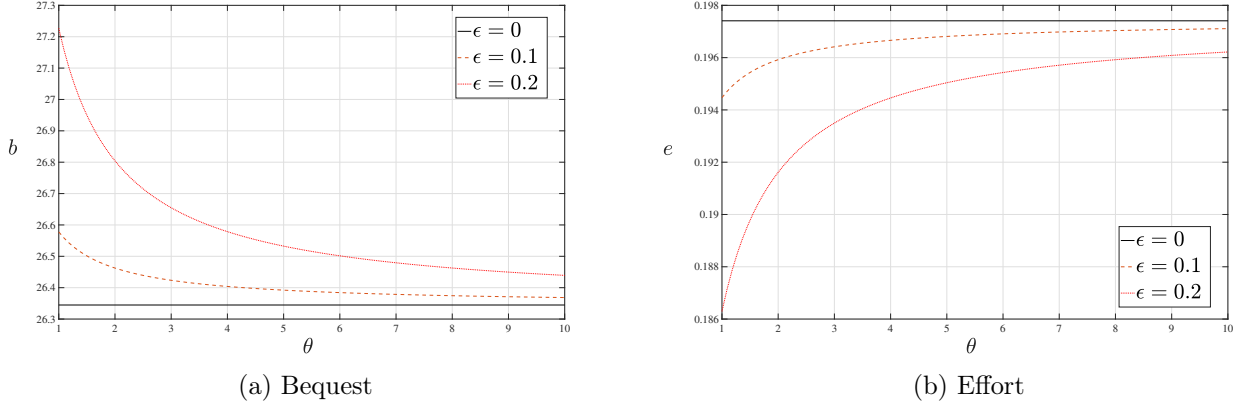 27.3
27.2
27.1
27
26.9
26.8
26.7
26.6
26.5
26.4
26.3
b
1 2 3 4 5 6 7 8 9 10
θ
ϵ = 0
ϵ = 0.1
ϵ = 0.2
(a) Bequest
0.198
0.196
0.194
0.192
0.19
0.188
0.186
e
1 2 3 4 5 6 7 8 9 10
θ
ϵ = 0
ϵ = 0.1
ϵ = 0.2
(b) Effort